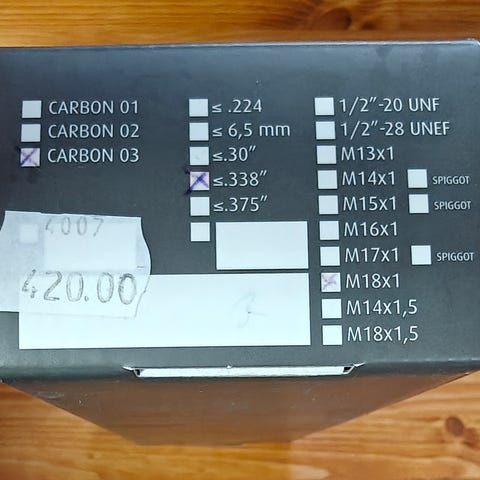 CARBON 01
CARBON 02
CARBON 03
4007
420.00
≤ .224
≤ 6,5 mm
≤.30"
≤.338"
≤.375"
1/2"-20 UNF
1/2"-28 UNEF
M13x1
M14x1 SPIGGOT
M15x1 SPIGGOT
M16x1
M17x1 SPIGGOT
M18x1
M14x1,5
M18x1,5